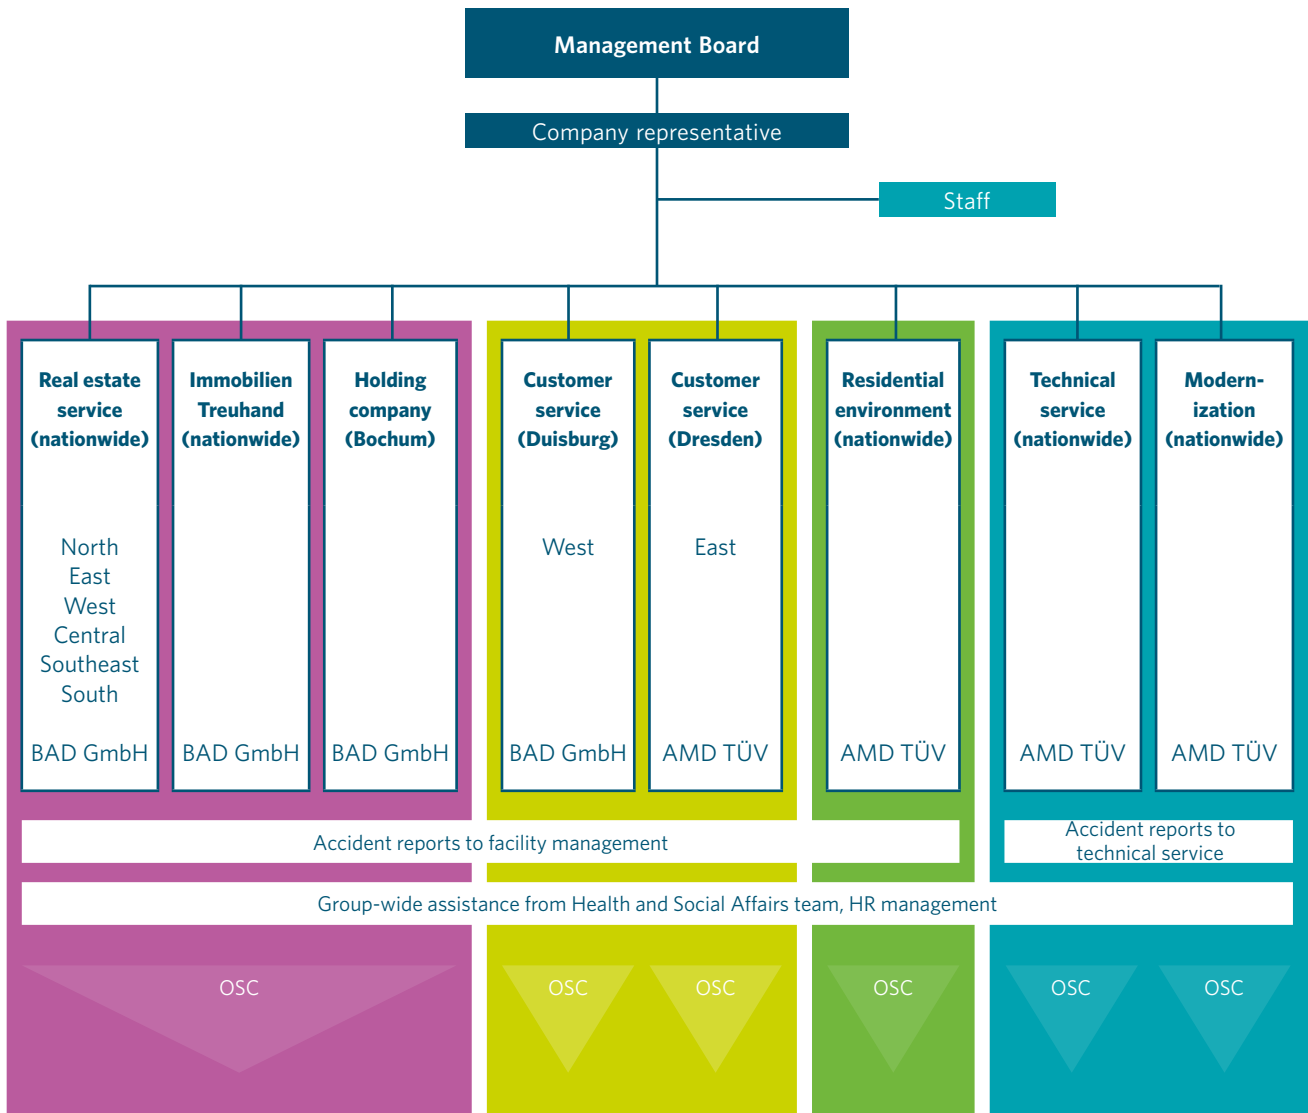 Management Board
Company representative
Staff
Real estate
service
(nationwide)
Immobilien
Treuhand
(nationwide)
Holding
company
(Bochum)
Customer
service
(Duisburg)
Customer
service
(Dresden)
Residential
environment
(nationwide)
Technical
service
(nationwide)
Modern-
ization
(nationwide)
North
East
West
Central
Southeast
South
West
East
BAD GmbH
BAD GmbH
BAD GmbH
BAD GmbH
AMD TÜV
AMD TÜV
AMD TÜV
AMD TÜV
Accident reports to facility management
Accident reports to
technical service
Group-wide assistance from Health and Social Affairs team, HR management
OSC
OSC
OSC
OSC
OSC
OSC